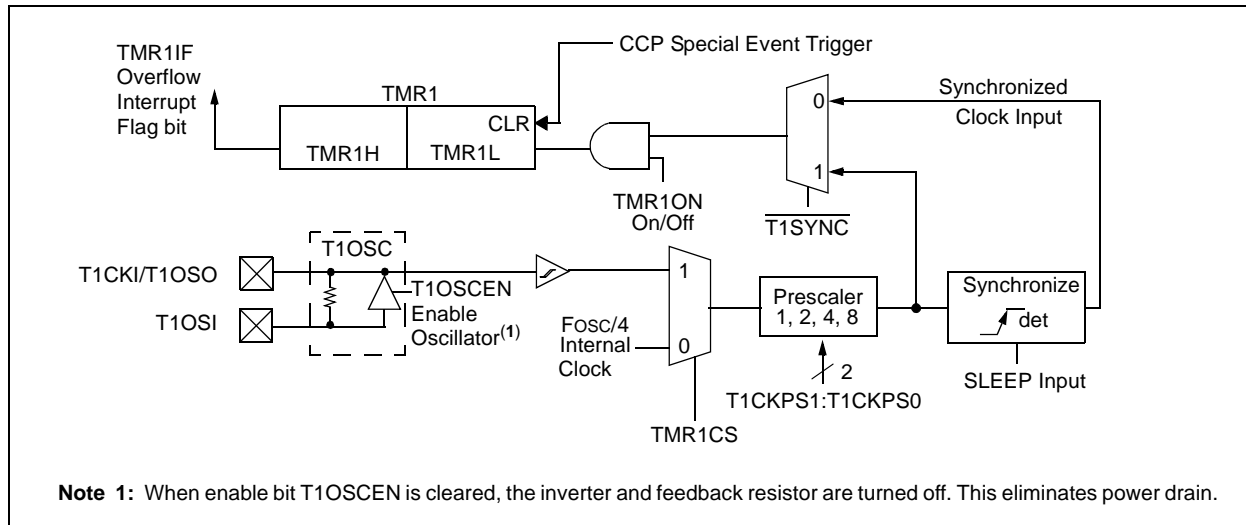 TMR1IF
Overflow
Interrupt
Flag bit
CCP Special Event Trigger
TMR1
CLR
TMR1H
TMR1L
TMR1ON
On/Off
0
1
T1SYNC
Synchronized
Clock Input
T1CKI/T1OSO
T1OSI
T1OSC
T1OSCEN
Enable
Oscillator(1)
FOSC/4
Internal
Clock
1
0
TMR1CS
Prescaler
1, 2, 4, 8
2
T1CKPS1:T1CKPS0
Synchronize
det
SLEEP Input
Note 1: When enable bit T1OSCEN is cleared, the inverter and feedback resistor are turned off. This eliminates power drain.